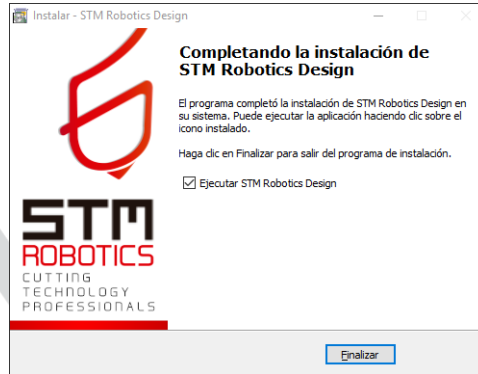 Instalar - STM Robotics Design
Completando la instalación de
STM Robotics Design
El programa completó la instalación de STM Robotics Design en
su sistema. Puede ejecutar la aplicación haciendo clic sobre el
icono instalado.
Haga clic en Finalizar para salir del programa de instalación.
Ejecutar STM Robotics Design
STM
ROBOTICS
CUTTING
TECHNOLOGY
PROFESSIONALS
Finalizar